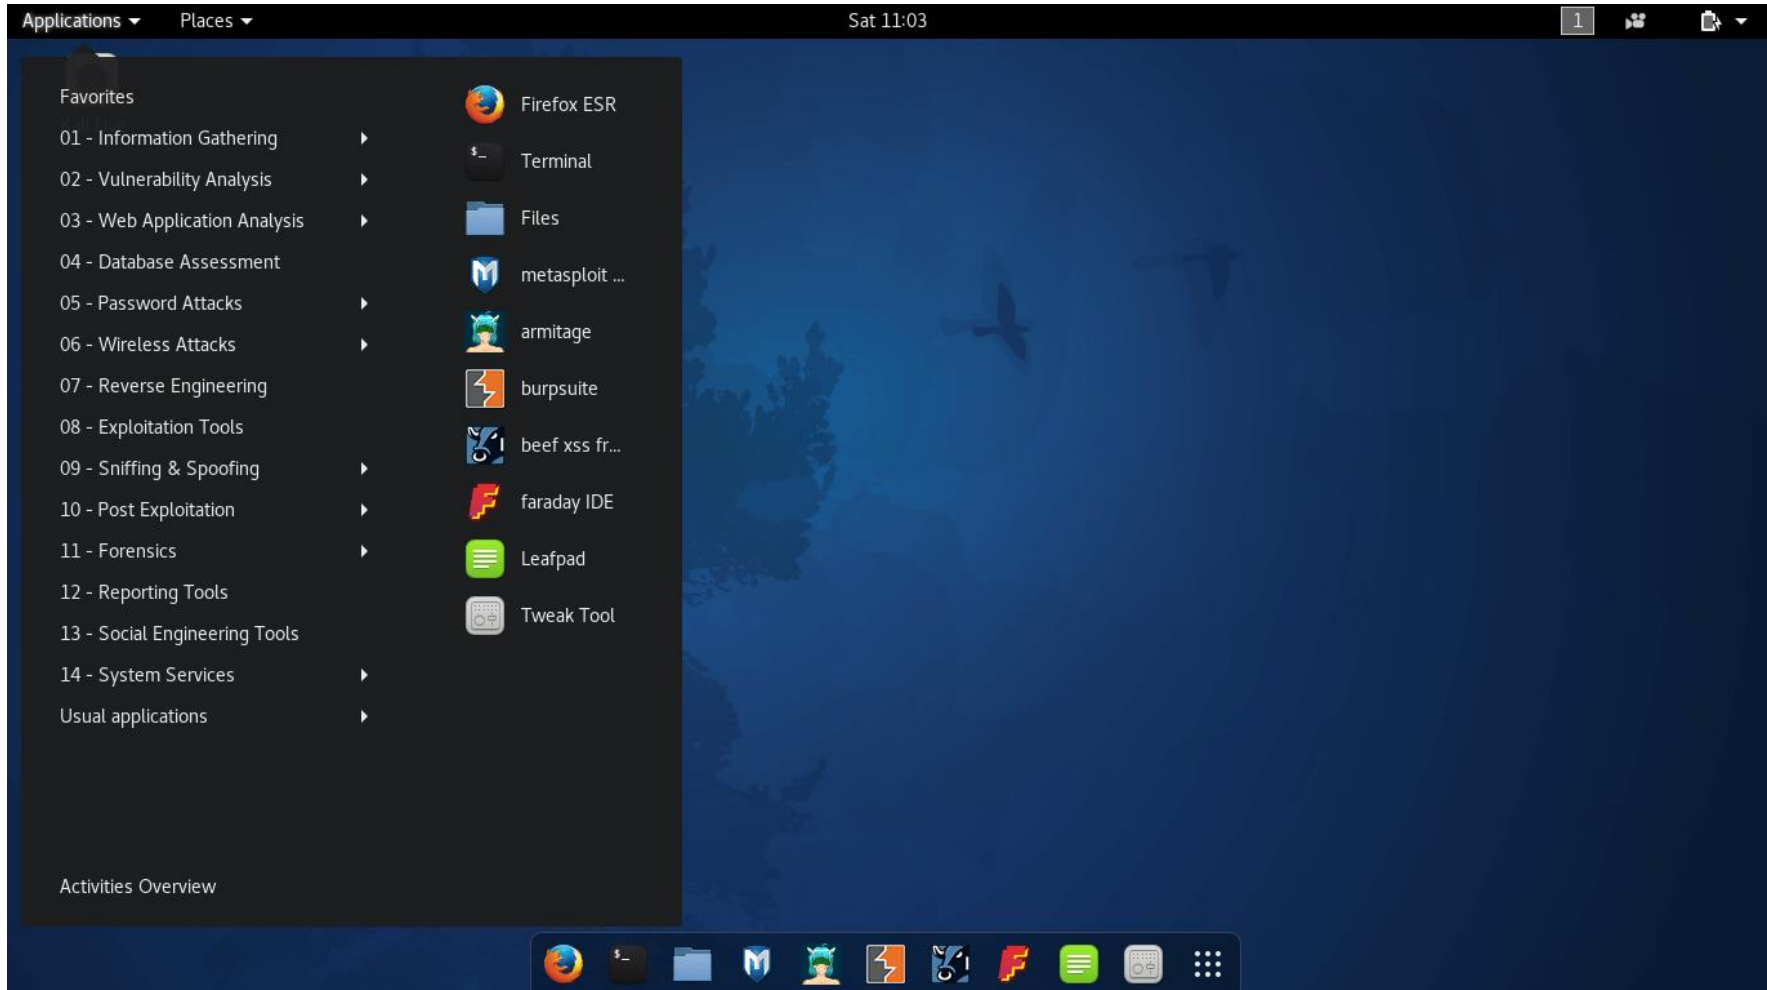 Applications Places Sat 11:03 1
Favorites
01 - Information Gathering
02 - Vulnerability Analysis
03 - Web Application Analysis
04 - Database Assessment
05 - Password Attacks
06 - Wireless Attacks
07 - Reverse Engineering
08 - Exploitation Tools
09 - Sniffing & Spoofing
10 - Post Exploitation
11 - Forensics
12 - Reporting Tools
13 - Social Engineering Tools
14 - System Services
Usual applications
Activities Overview
Firefox ESR
$_
Terminal
Files
metasploit ...
armitage
burpsuite
beef xss fr...
faraday IDE
Leafpad
Tweak Tool
$_